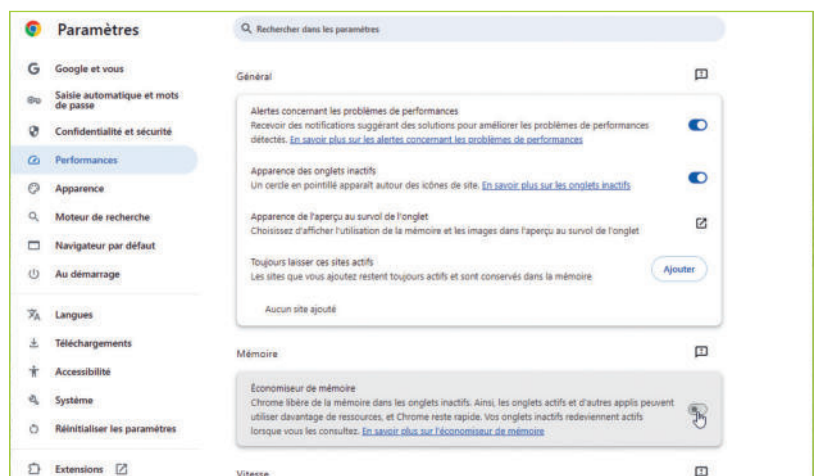 Paramètres
Rechercher dans les paramètres
Google et vous
Saisie automatique et mots
de passe
Confidentialité et sécurité
Performances
Apparence
Moteur de recherche
Navigateur par défaut
Au démarrage
Langues
Téléchargements
Accessibilité
Système
Réinitialiser les paramètres
Extensions
Général
Alertes concernant les problèmes de performances
Recevoir des notifications suggérant des solutions pour améliorer les problèmes de performances
détectés. En savoir plus sur les alertes concernant les problèmes de performances
Apparence des onglets inactifs
Un cercle en pointillé apparaît autour des icônes de site. En savoir plus sur les onglets inactifs
Apparence de l'aperçu au survol de l'onglet
Choisissez d'afficher l'utilisation de la mémoire et les images dans l'aperçu au survol de l'onglet
Toujours laisser ces sites actifs
Les sites que vous ajoutez restent toujours actifs et sont conservés dans la mémoire
Ajouter
Aucun site ajouté
Mémoire
Économiseur de mémoire
Chrome libère de la mémoire dans les onglets inactifs. Ainsi, les onglets actifs et d'autres applis peuvent
utiliser davantage de ressources, et Chrome reste rapide. Vos onglets inactifs redeviennent actifs
lorsque vous les consultez. En savoir plus sur l'économiseur de mémoire
Vitesse